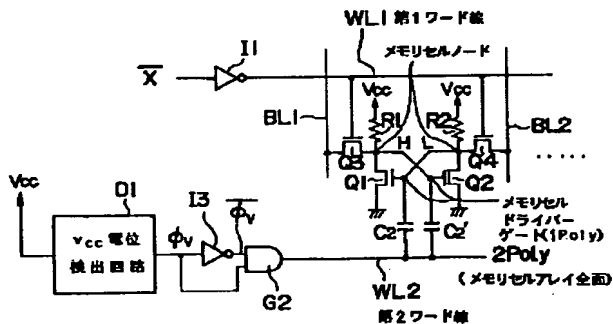 WL1 第1ワード線
I1
メモリセルノード
X
Vcc
Vcc
BL1
R1
R2
BL2
H
L
Q3
Q4
.....
Q1
Q2
Vcc
D1
I3
φv
メモリセル
ドライバー
ゲート(1Poly)
C2
C2'
Vcc電位
検出回路
φv
2Poly
G2
WL2
(メモリセルアレイ全面)
第2ワード線